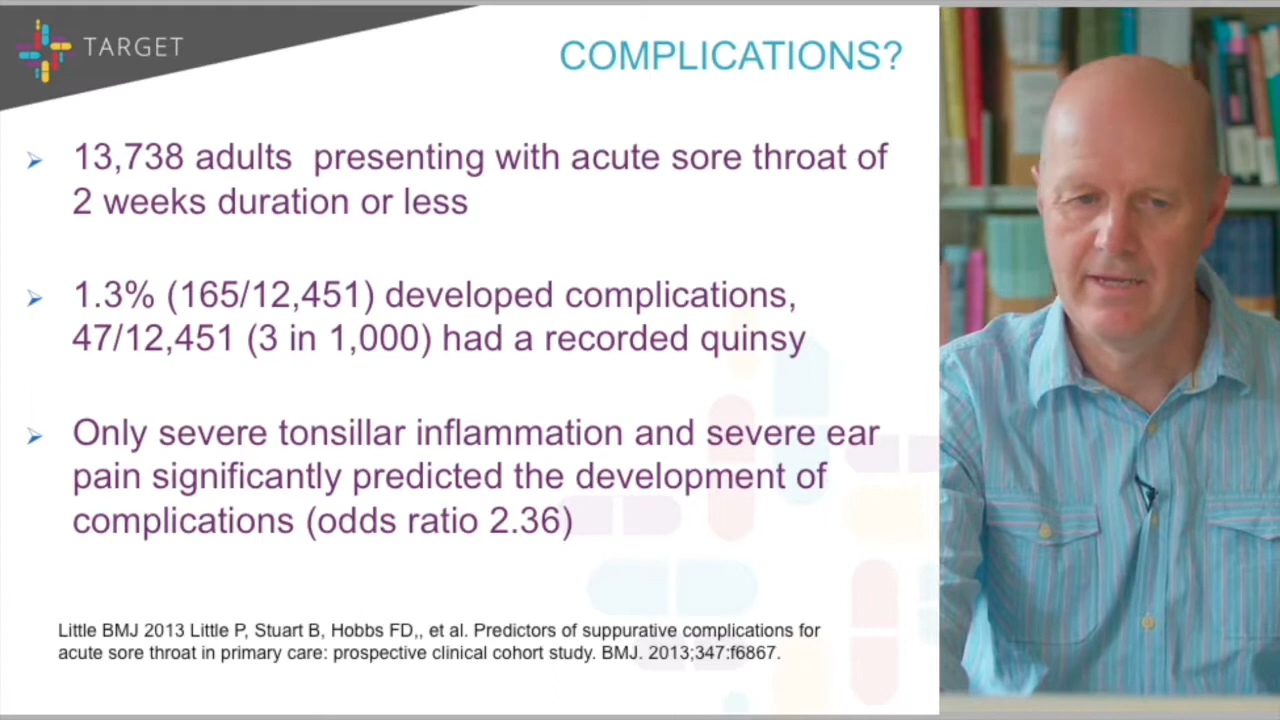 TARGET
COMPLICATIONS?
13,738 adults  presenting with acute sore throat of
2 weeks duration or less
1.3% (165/12,451) developed complications,
47/12,451 (3 in 1,000) had a recorded quinsy
Only severe tonsillar inflammation and severe ear
pain significantly predicted the development of
complications (odds ratio 2.36)
Little BMJ 2013 Little P, Stuart B, Hobbs FD,, et al. Predictors of suppurative complications for
acute sore throat in primary care: prospective clinical cohort study. BMJ. 2013;347:f6867.